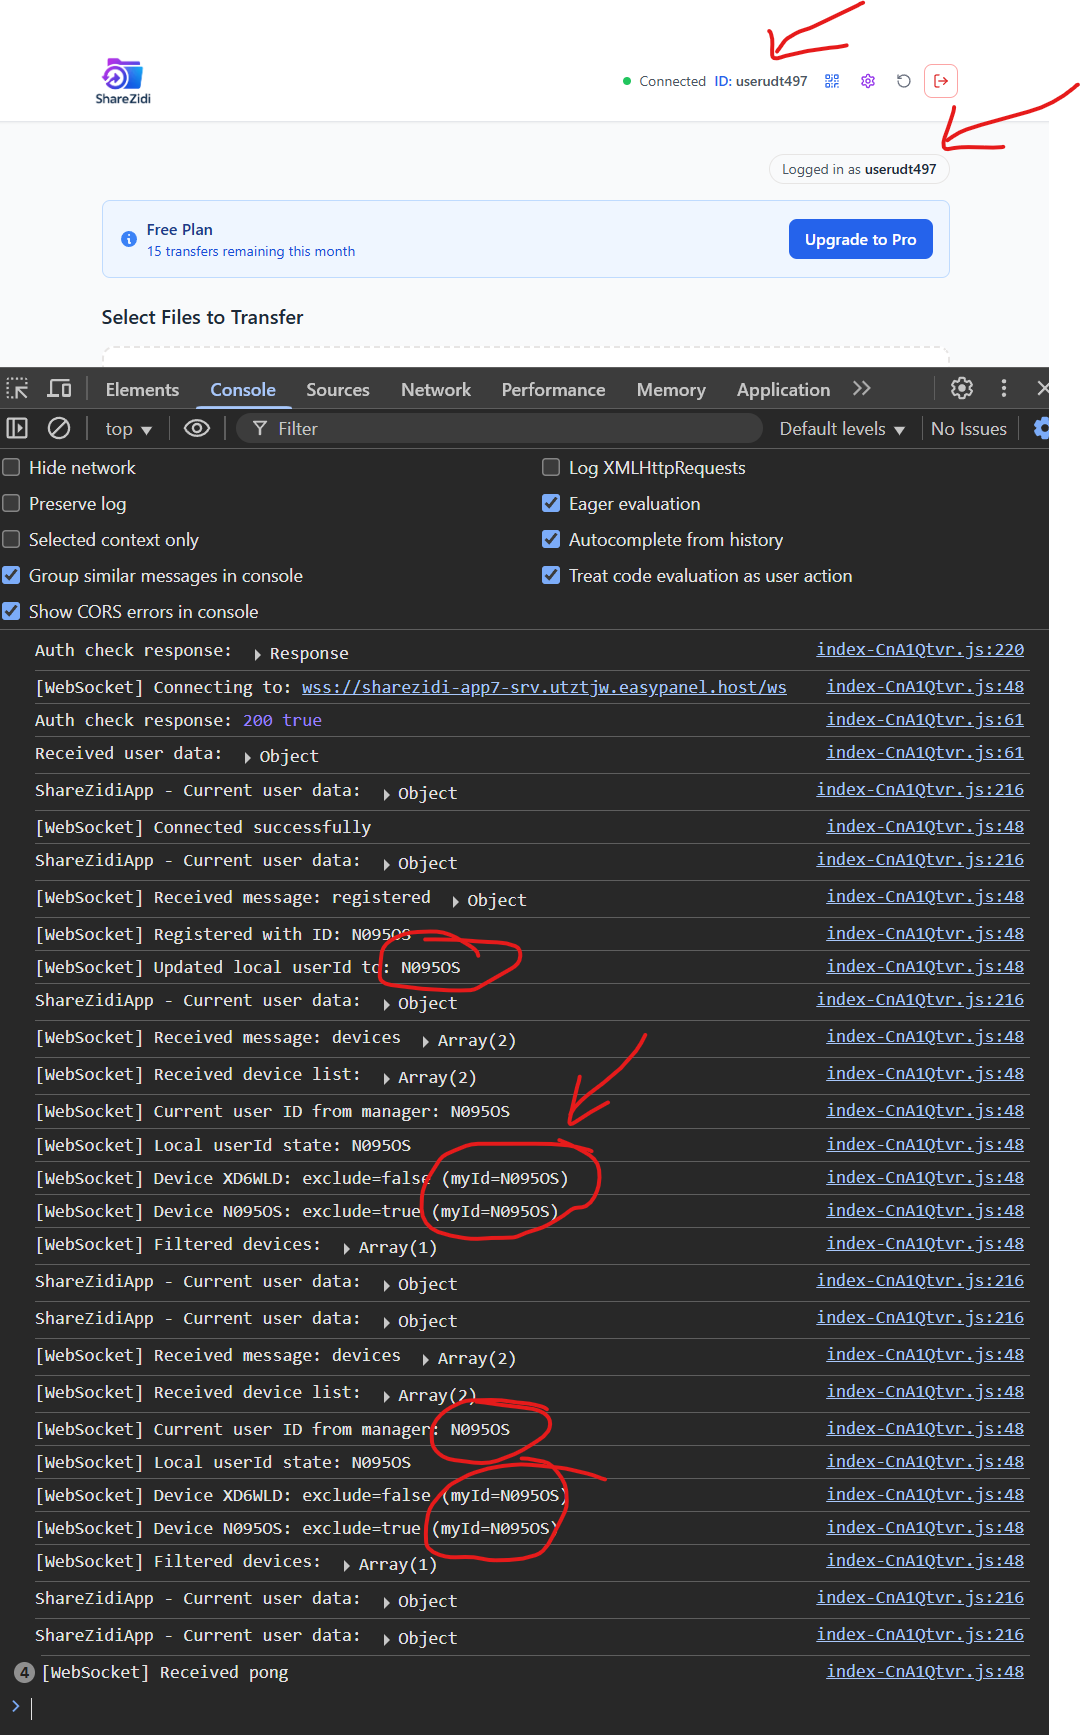 Connected ID: userudt497
ShareZidi
Logged in as userudt497
Free Plan
15 transfers remaining this month
Upgrade to Pro
Select Files to Transfer
Elements Console Sources Network Performance Memory Application
top Filter Default levels No Issues
Hide network Log XMLHttpRequests
Preserve log Eager evaluation
Selected context only Autocomplete from history
Group similar messages in console Treat code evaluation as user action
Show CORS errors in console
Auth check response: Response index-CnA1Qtvr.js:220
[WebSocket] Connecting to: wss://sharezidi-app7-srv.utztjw.easypanel.host/ws index-CnA1Qtvr.js:48
Auth check response: 200 true index-CnA1Qtvr.js:61
Received user data: Object index-CnA1Qtvr.js:61
ShareZidiApp - Current user data: Object index-CnA1Qtvr.js:216
[WebSocket] Connected successfully index-CnA1Qtvr.js:48
ShareZidiApp - Current user data: Object index-CnA1Qtvr.js:216
[WebSocket] Received message: registered Object index-CnA1Qtvr.js:48
[WebSocket] Registered with ID: N095OS index-CnA1Qtvr.js:48
[WebSocket] Updated local userId to: N095OS index-CnA1Qtvr.js:48
ShareZidiApp - Current user data: Object index-CnA1Qtvr.js:216
[WebSocket] Received message: devices Array(2) index-CnA1Qtvr.js:48
[WebSocket] Received device list: Array(2) index-CnA1Qtvr.js:48
[WebSocket] Current user ID from manager: N095OS index-CnA1Qtvr.js:48
[WebSocket] Local userId state: N095OS index-CnA1Qtvr.js:48
[WebSocket] Device XD6WLD: exclude=false (myId=N095OS) index-CnA1Qtvr.js:48
[WebSocket] Device N095OS: exclude=true (myId=N095OS) index-CnA1Qtvr.js:48
[WebSocket] Filtered devices: Array(1) index-CnA1Qtvr.js:48
ShareZidiApp - Current user data: Object index-CnA1Qtvr.js:216
ShareZidiApp - Current user data: Object index-CnA1Qtvr.js:216
[WebSocket] Received message: devices Array(2) index-CnA1Qtvr.js:48
[WebSocket] Received device list: Array(2) index-CnA1Qtvr.js:48
[WebSocket] Current user ID from manager: N095OS index-CnA1Qtvr.js:48
[WebSocket] Local userId state: N095OS index-CnA1Qtvr.js:48
[WebSocket] Device XD6WLD: exclude=false (myId=N095OS) index-CnA1Qtvr.js:48
[WebSocket] Device N095OS: exclude=true (myId=N095OS) index-CnA1Qtvr.js:48
[WebSocket] Filtered devices: Array(1) index-CnA1Qtvr.js:48
ShareZidiApp - Current user data: Object index-CnA1Qtvr.js:216
ShareZidiApp - Current user data: Object index-CnA1Qtvr.js:216
4 [WebSocket] Received pong index-CnA1Qtvr.js:48